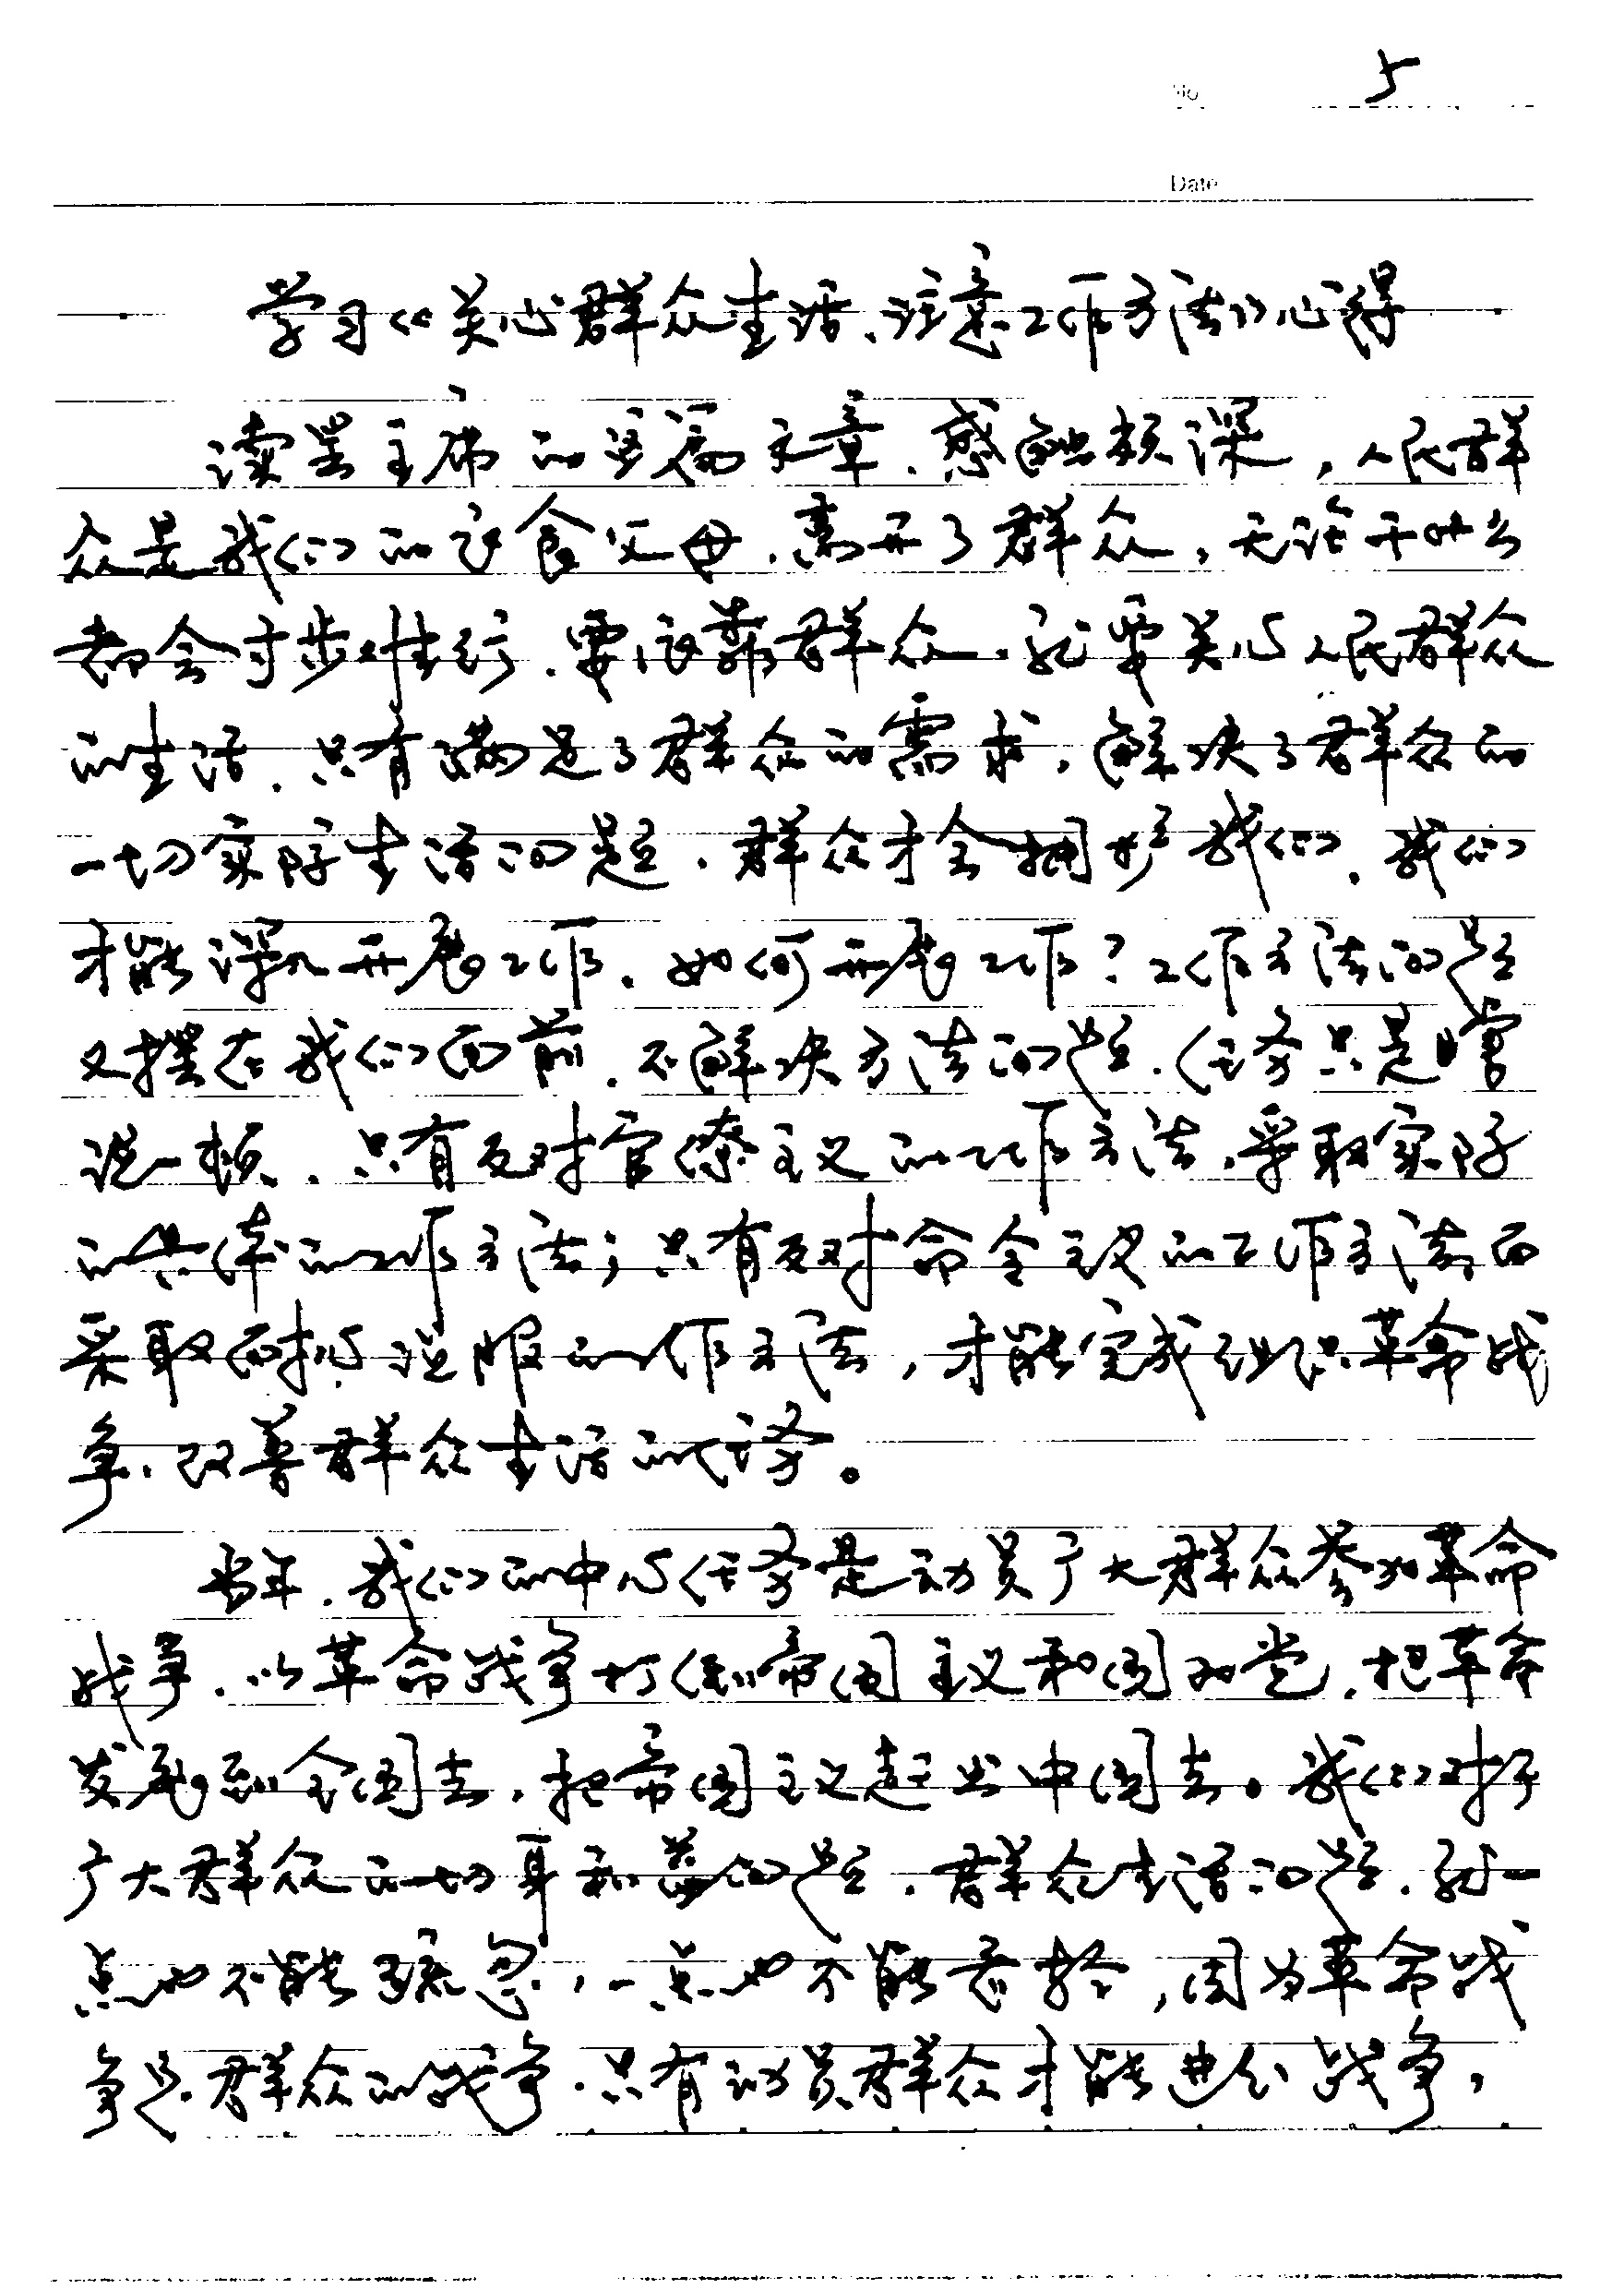 No 5
Date
学习《关心群众生活、注意工作方法》心得
读毛主席的这篇文章,感触颇深,人民群
众是我们的衣食父母,离开了群众,无论干什么
都会寸步难行,要依靠群众,就要关心人民群众
的生活,只有满足了群众的需求,解决了群众的
一切实际生活问题,群众才会拥护我们,我们
才能深入开展工作,如何开展工作?工作方法问题
又摆在我们面前,不解决方法问题,任务只是瞎
说一顿,只有反对官僚主义的工作方法,采取实际
的具体的工作方法;只有反对命令主义的工作方法而
采取耐心说服的工作方法,才能完成组织革命战
争,改善群众生活的任务。
当年,我们的中心任务是动员广大群众参加革命
战争,以革命战争打倒帝国主义和国民党,把革命
发展到全国去,把帝国主义赶出中国去。我们对于
广大群众的切身利益问题,群众生活问题,就一
点也不能疏忽,一点也不能看轻,因为革命战
争是群众的战争,只有动员群众才能进行战争,